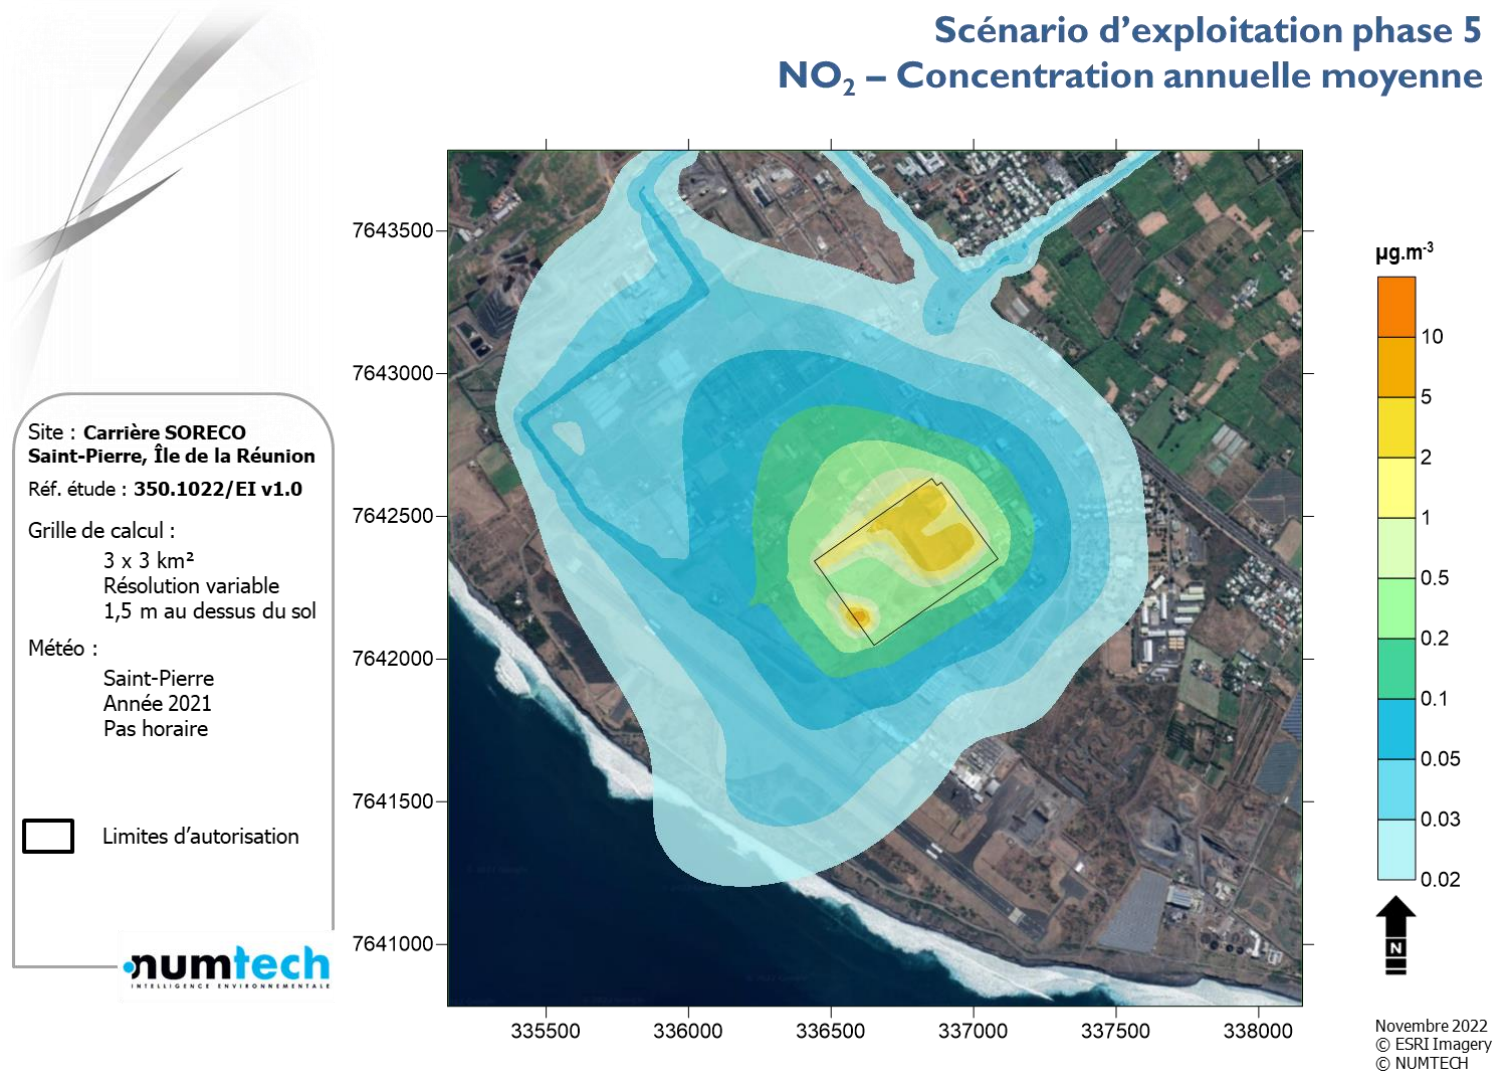 Scénario d'exploitation phase 5
NO₂ – Concentration annuelle moyenne
Site : Carrière SORECO
Saint-Pierre, Île de la Réunion
Réf. étude : 350.1022/EI v1.0
Grille de calcul :
3 x 3 km²
Résolution variable
1,5 m au dessus du sol
Météo :
Saint-Pierre
Année 2021
Pas horaire
Limites d'autorisation
numtech
INTELLIGENCE ENVIRONNEMENTALE
7643500
7643000
7642500
7642000
7641500
7641000
335500 336000 336500 337000 337500 338000
µg.m-³
10
5
2
1
0.5
0.2
0.1
0.05
0.03
0.02
N
Novembre 2022
© ESRI Imagery
© NUMTECH